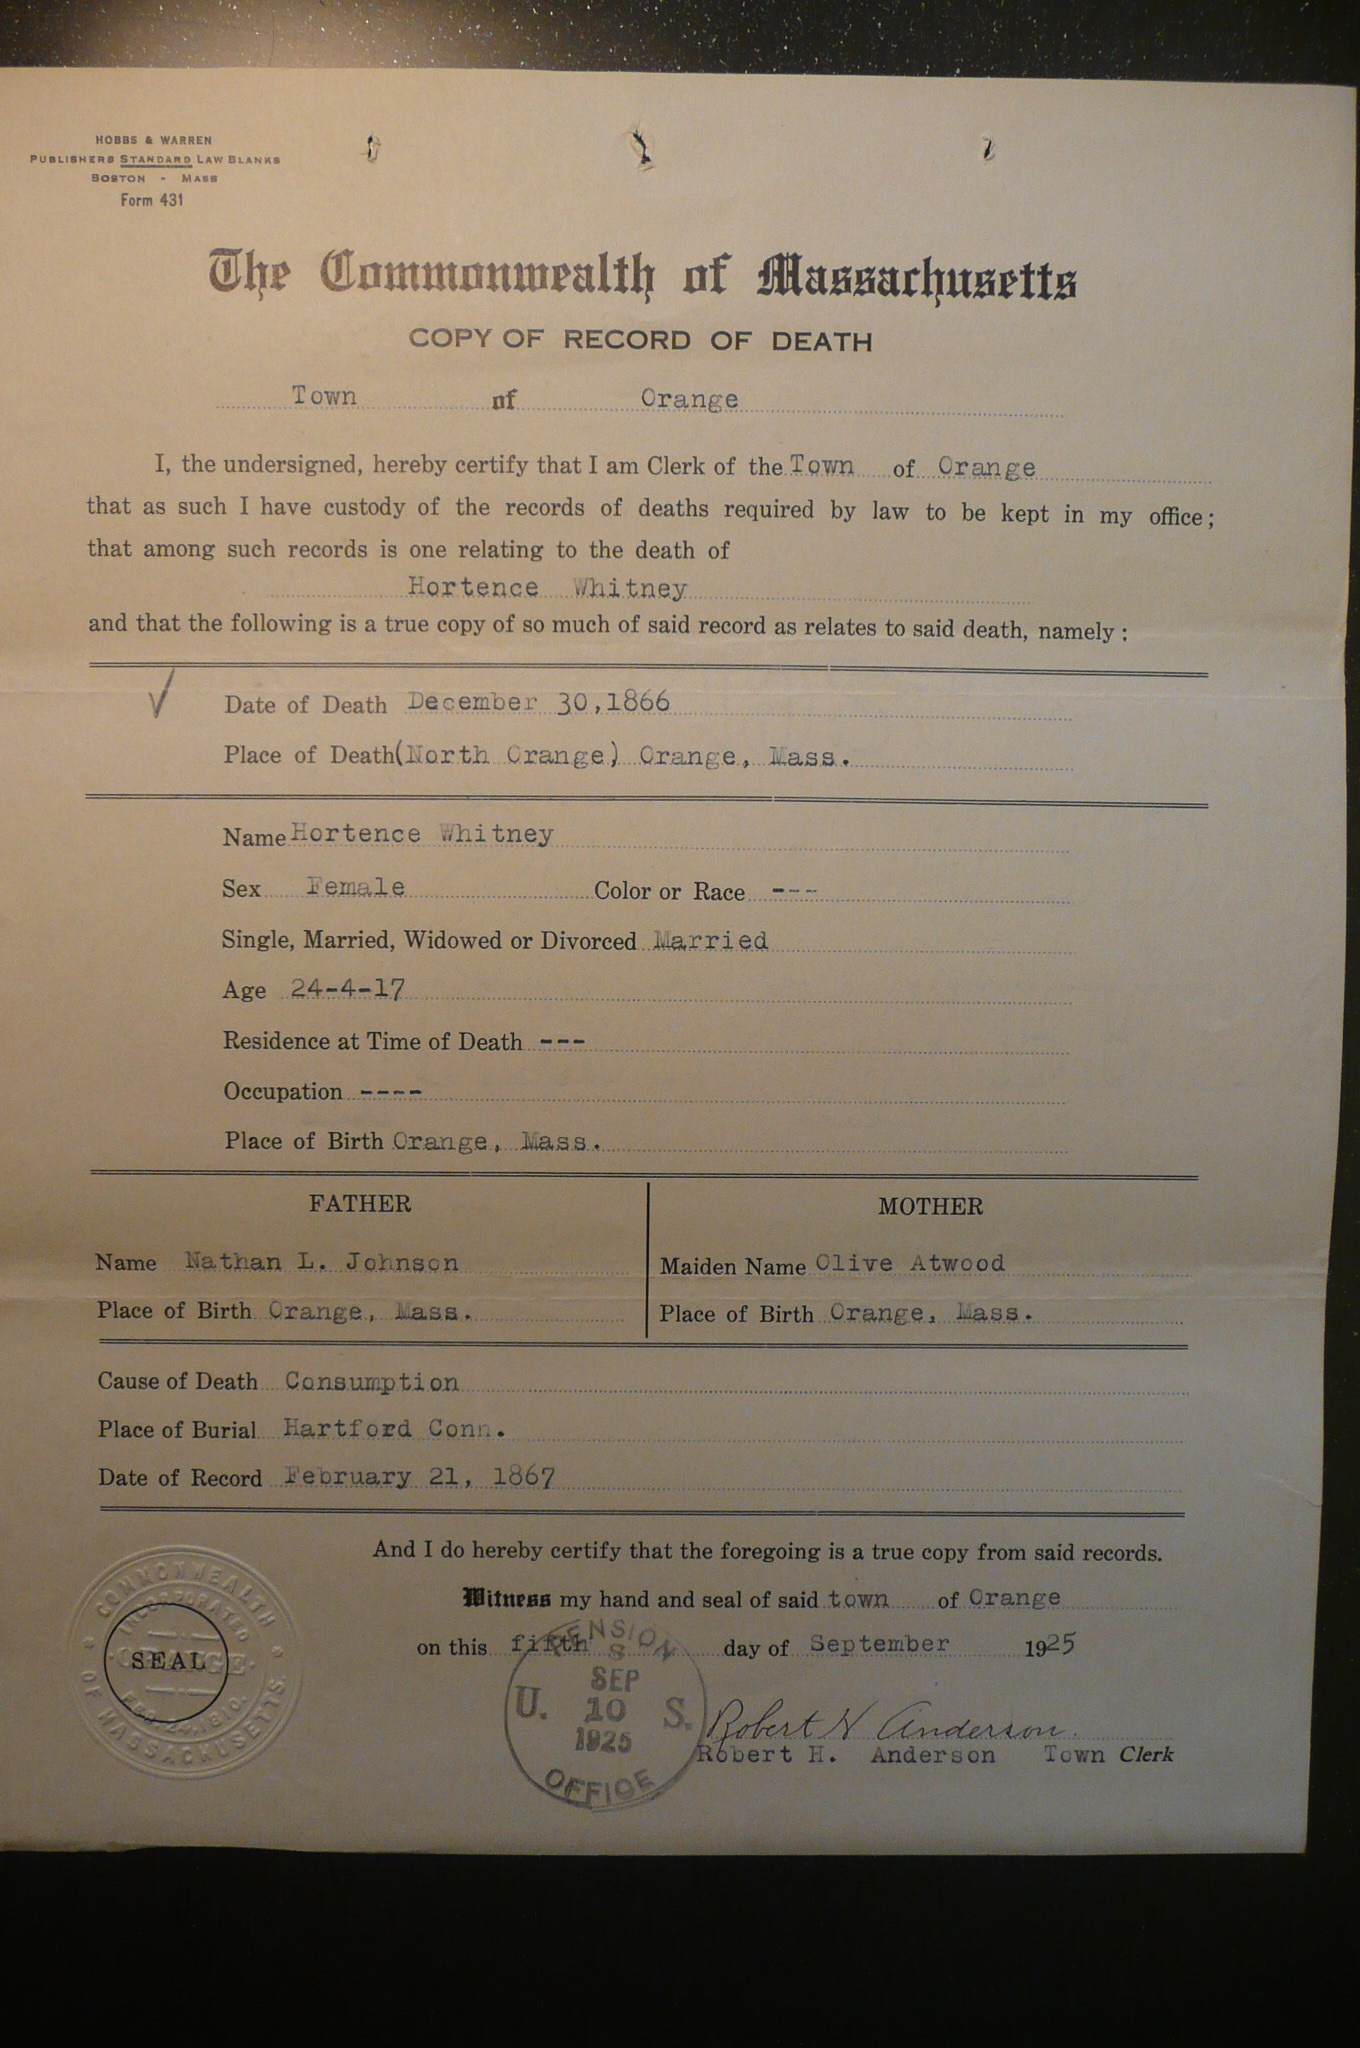 HOBBS & WARREN
PUBLISHERS STANDARD LAW BLANKS
BOSTON - MASS
Form 431
The Commonwealth of Massachusetts
COPY OF RECORD OF DEATH
Town of Orange
I, the undersigned, hereby certify that I am Clerk of the Town of Orange
that as such I have custody of the records of deaths required by law to be kept in my office;
that among such records is one relating to the death of
Hortence Whitney
and that the following is a true copy of so much of said record as relates to said death, namely:
Date of Death December 30,1866
Place of Death (North Orange) Orange, Mass.
Name Hortence Whitney
Sex Female Color or Race ---
Single, Married, Widowed or Divorced Married
Age 24-4-17
Residence at Time of Death ---
Occupation ----
Place of Birth Orange, Mass.
FATHER MOTHER
Name Nathan L. Johnson Maiden Name Olive Atwood
Place of Birth Orange, Mass. Place of Birth Orange, Mass.
Cause of Death Consumption
Place of Burial Hartford Conn.
Date of Record February 21, 1867
And I do hereby certify that the foregoing is a true copy from said records.
Witness my hand and seal of said town of Orange
on this fifth day of September 1925
COMMONWEALTH OF MASSACHUSETTS
INCORPORATED
ORANGE
SEAL
FEB. 24, 1810.
PENSION
8
SEP
U. 10 S.
1925
OFFICE
Robert H Anderson.
Robert H. Anderson Town Clerk